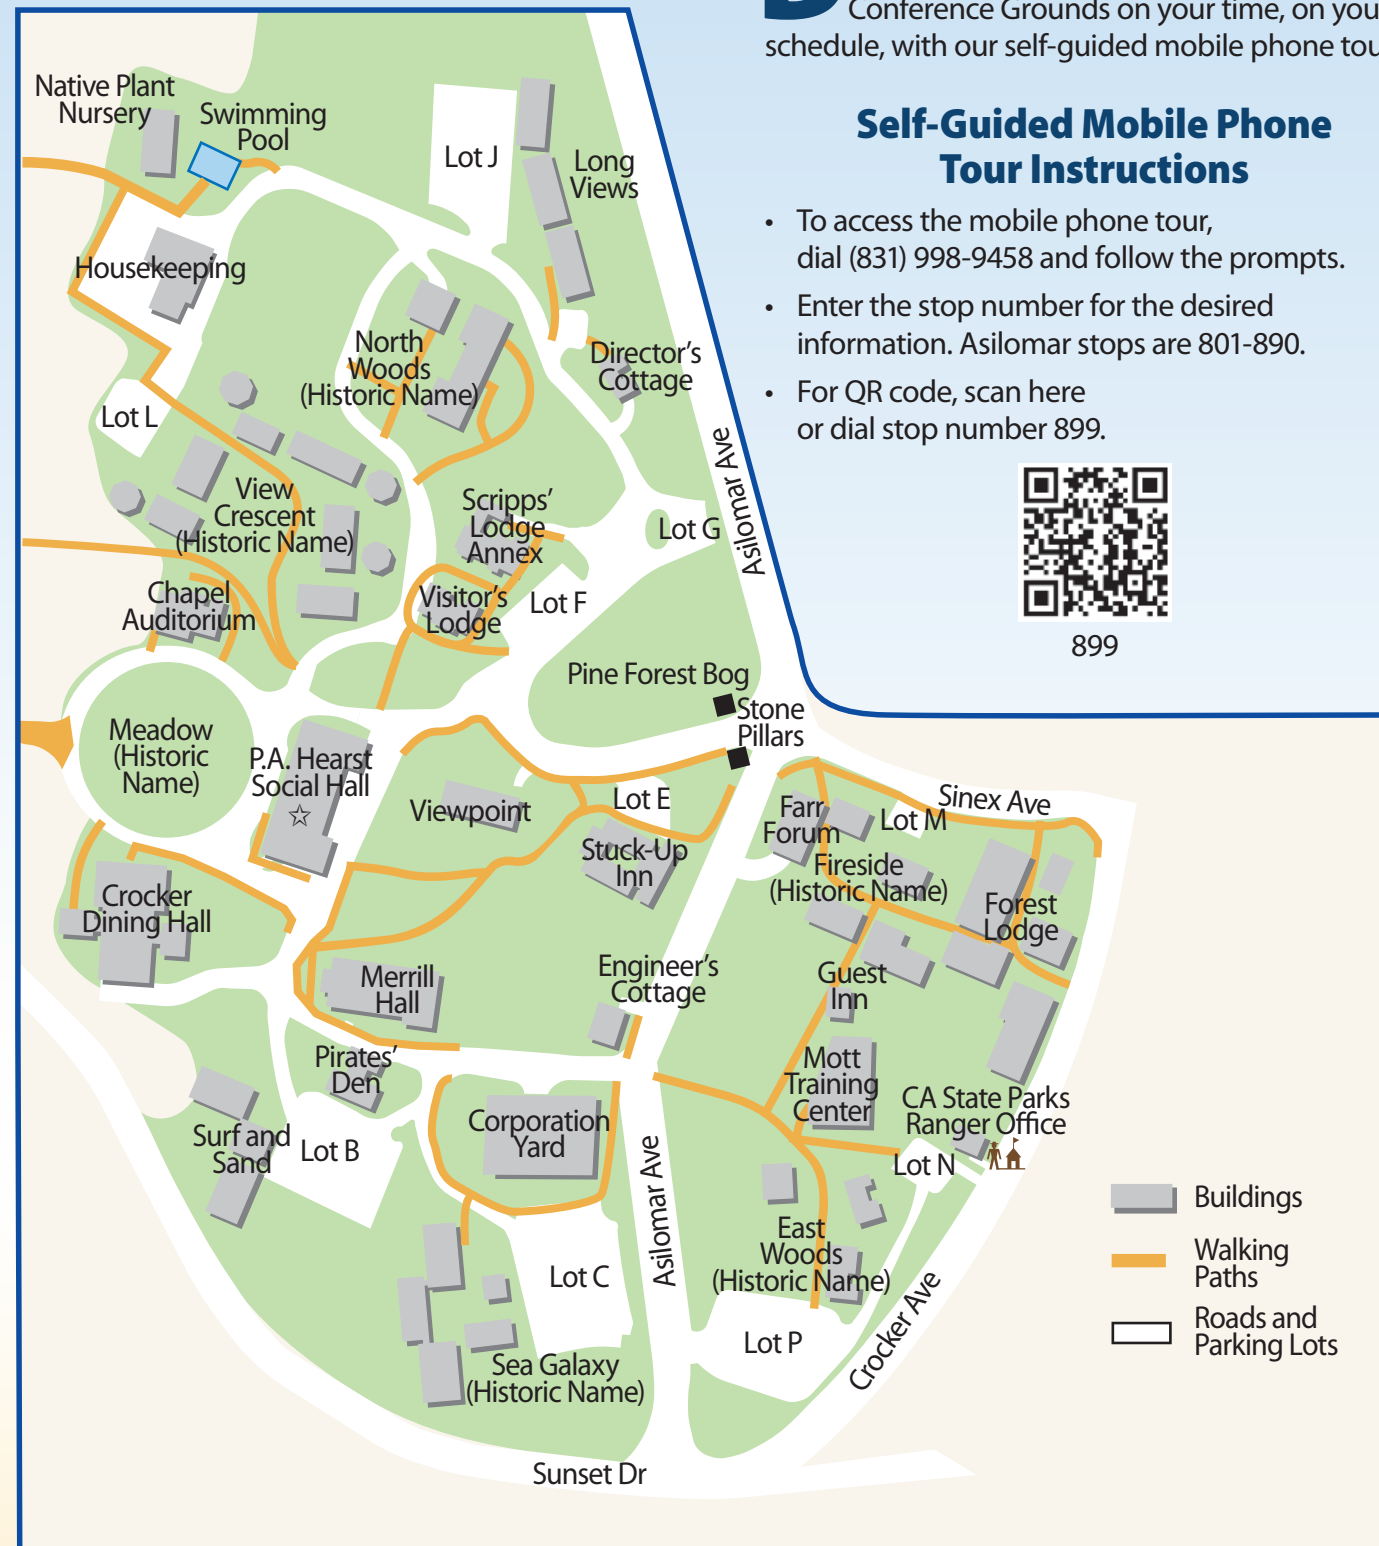 Conference Grounds on your time, on you
schedule, with our self-guided mobile phone tou
Self-Guided Mobile Phone
Tour Instructions
• To access the mobile phone tour,
dial (831) 998-9458 and follow the prompts.
• Enter the stop number for the desired
information. Asilomar stops are 801-890.
• For QR code, scan here
or dial stop number 899.
899
Native Plant
Nursery
Swimming
Pool
Lot J
Long
Views
Housekeeping
North
Woods
(Historic Name)
Director's
Cottage
Lot L
Asilomar Ave
View
Crescent
(Historic Name)
Scripps'
Lodge
Annex
Lot G
Chapel
Auditorium
Visitor's
Lodge
Lot F
Pine Forest Bog
Stone
Pillars
Meadow
(Historic
Name)
P.A. Hearst
Social Hall
Viewpoint
Lot E
Stuck-Up
Inn
Farr
Forum
Lot M
Sinex Ave
Fireside
(Historic Name)
Forest
Lodge
Crocker
Dining Hall
Merrill
Hall
Engineer's
Cottage
Guest
Inn
Pirates'
Den
Mott
Training
Center
CA State Parks
Ranger Office
Surf and
Sand
Lot B
Corporation
Yard
Asilomar Ave
Lot N
East
Woods
(Historic Name)
Lot C
Lot P
Crocker Ave
Sea Galaxy
(Historic Name)
Sunset Dr
Buildings
Walking
Paths
Roads and
Parking Lots